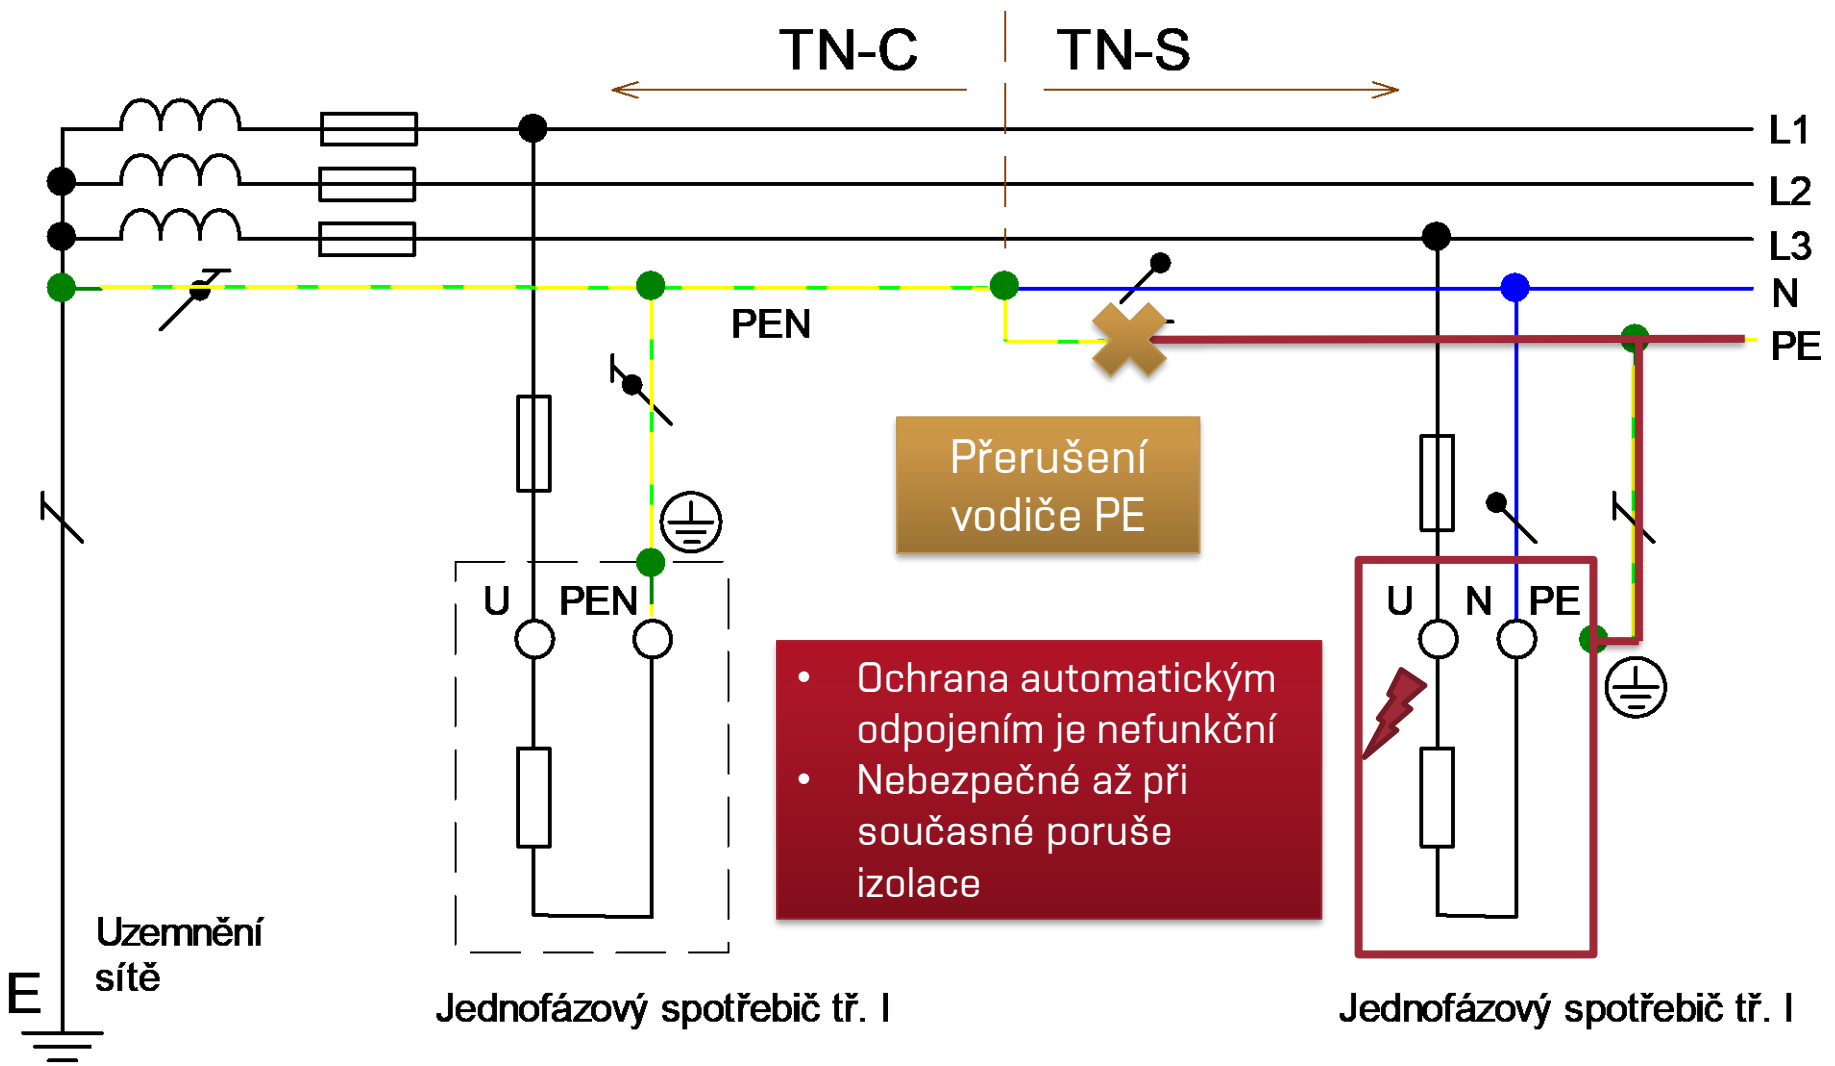 TN-C
TN-S
L1
L2
L3
N
PE
PEN
Přerušení
vodiče PE
U
PEN
U
N
PE
• Ochrana automatickým
odpojením je nefunkční
• Nebezpečné až při
současné poruše
izolace
Uzemnění
sítě
E
Jednofázový spotřebič tř. I
Jednofázový spotřebič tř. I